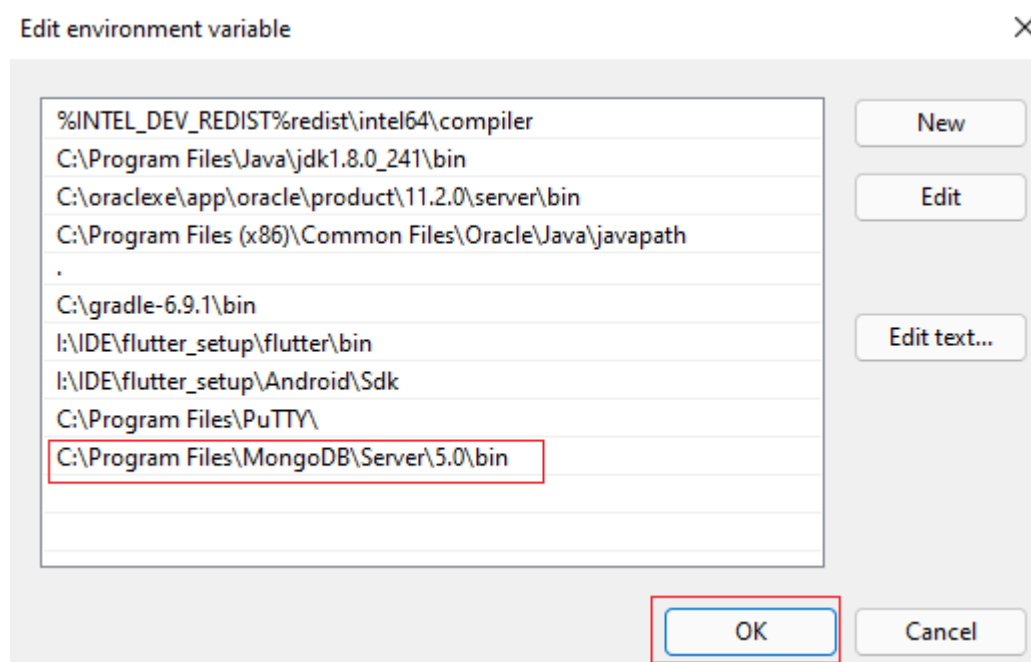 Edit environment variable
%INTEL_DEV_REDIST%redist\intel64\compiler
New
C:\Program Files\Java\jdk1.8.0_241\bin
C:\oraclexe\app\oracle\product\11.2.0\server\bin
Edit
C:\Program Files (x86)\Common Files\Oracle\Java\javapath
.
C:\gradle-6.9.1\bin
I:\IDE\flutter_setup\flutter\bin
Edit text...
I:\IDE\flutter_setup\Android\Sdk
C:\Program Files\PuTTY\
C:\Program Files\MongoDB\Server\5.0\bin
OK
Cancel